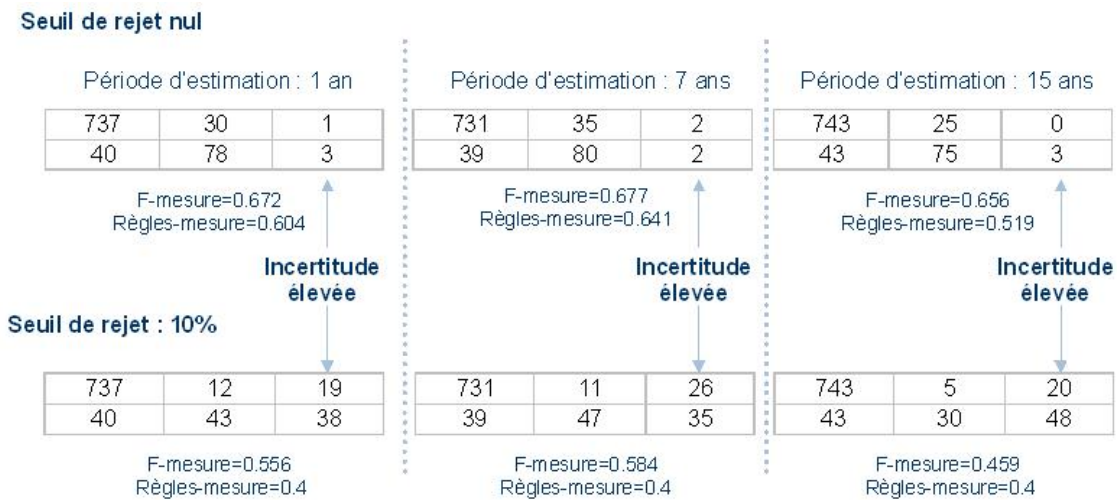 Seuil de rejet nul
Période d'estimation : 1 an
Période d'estimation : 7 ans
Période d'estimation : 15 ans
737 30 1
731 35 2
743 25 0
40 78 3
39 80 2
43 75 3
F-mesure=0.672
Règles-mesure=0.604
F-mesure=0.677
Règles-mesure=0.641
F-mesure=0.656
Règles-mesure=0.519
Incertitude
élevée
Incertitude
élevée
Incertitude
élevée
Seuil de rejet : 10%
737 12 19
731 11 26
743 5 20
40 43 38
39 47 35
43 30 48
F-mesure=0.556
Règles-mesure=0.4
F-mesure=0.584
Règles-mesure=0.4
F-mesure=0.459
Règles-mesure=0.4